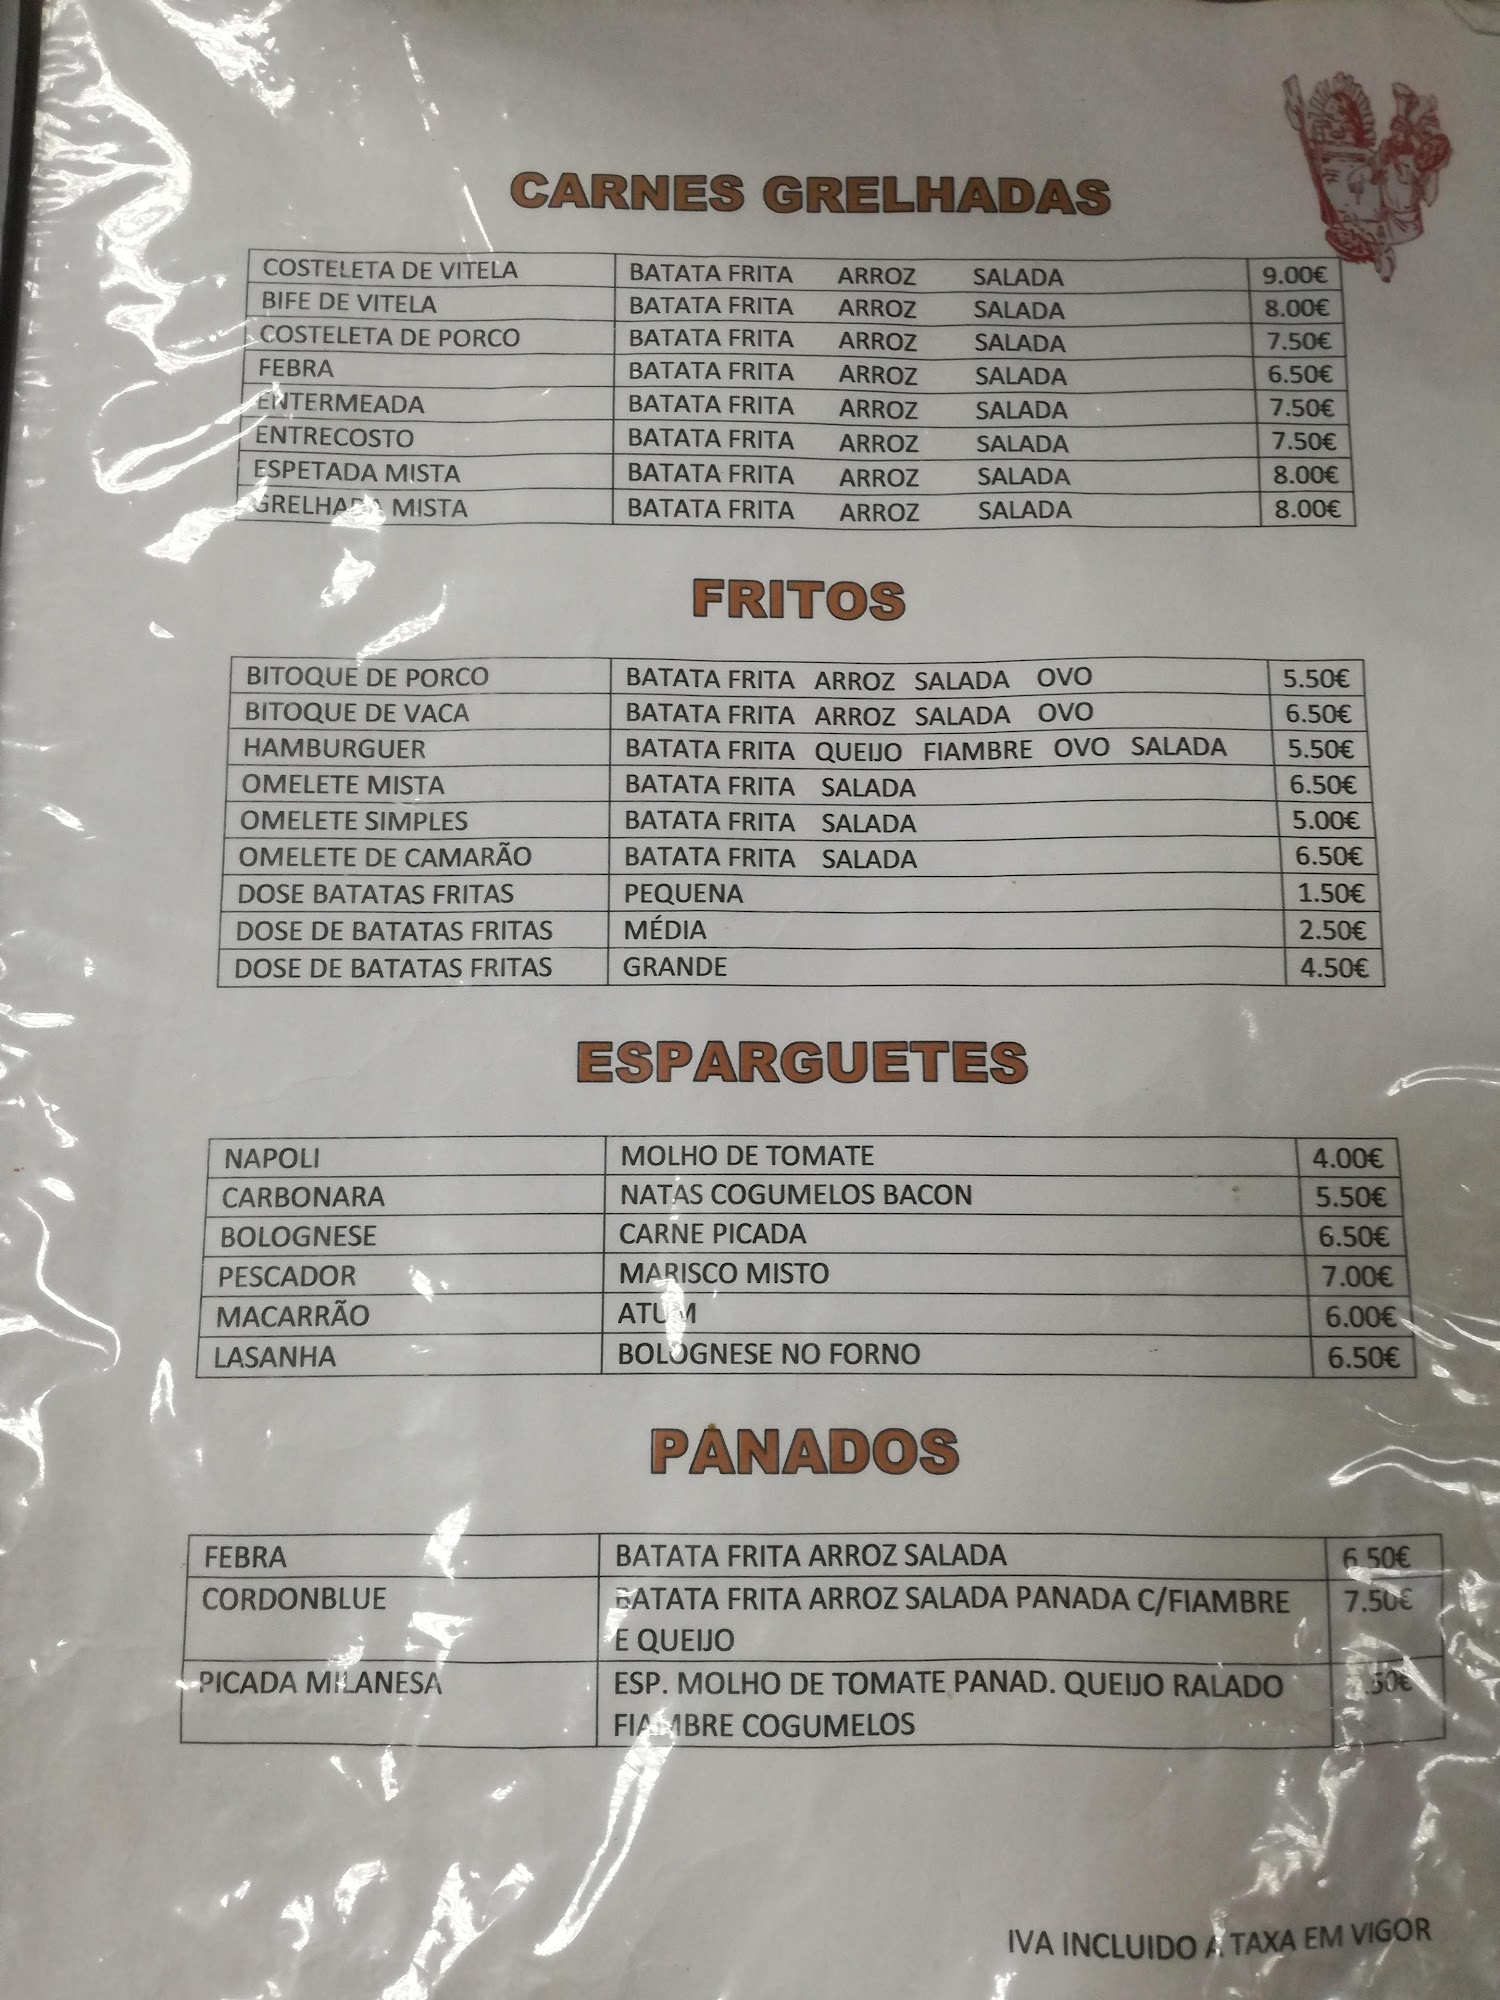 CARNES GRELHADAS
COSTELETA DE VITELA BATATA FRITA ARROZ SALADA 9.00€
BIFE DE VITELA BATATA FRITA ARROZ SALADA 8.00€
COSTELETA DE PORCO BATATA FRITA ARROZ SALADA 7.50€
FEBRA BATATA FRITA ARROZ SALADA 6.50€
ENTERMEADA BATATA FRITA ARROZ SALADA 7.50€
ENTRECOSTO BATATA FRITA ARROZ SALADA 7.50€
ESPETADA MISTA BATATA FRITA ARROZ SALADA 8.00€
GRELHADA MISTA BATATA FRITA ARROZ SALADA 8.00€
FRITOS
BITOQUE DE PORCO BATATA FRITA ARROZ SALADA OVO 5.50€
BITOQUE DE VACA BATATA FRITA ARROZ SALADA OVO 6.50€
HAMBURGUER BATATA FRITA QUEIJO FIAMBRE OVO SALADA 5.50€
OMELETE MISTA BATATA FRITA SALADA 6.50€
OMELETE SIMPLES BATATA FRITA SALADA 5.00€
OMELETE DE CAMARÃO BATATA FRITA SALADA 6.50€
DOSE BATATAS FRITAS PEQUENA 1.50€
DOSE DE BATATAS FRITAS MÉDIA 2.50€
DOSE DE BATATAS FRITAS GRANDE 4.50€
ESPARGUETES
NAPOLI MOLHO DE TOMATE 4.00€
CARBONARA NATAS COGUMELOS BACON 5.50€
BOLOGNESE CARNE PICADA 6.50€
PESCADOR MARISCO MISTO 7.00€
MACARRÃO ATUM 6.00€
LASANHA BOLOGNESE NO FORNO 6.50€
PANADOS
FEBRA BATATA FRITA ARROZ SALADA 6.50€
CORDONBLUE BATATA FRITA ARROZ SALADA PANADA C/FIAMBRE 7.50€
E QUEIJO
PICADA MILANESA ESP. MOLHO DE TOMATE PANAD. QUEIJO RALADO
FIAMBRE COGUMELOS
IVA INCLUIDO A TAXA EM VIGOR